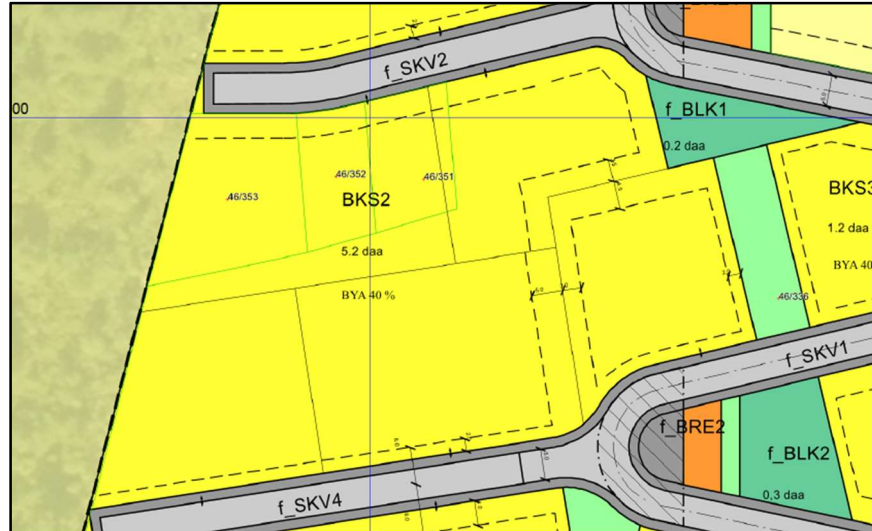 f_SKV2
00
f_BLK1
0.2 daa
46/352
46/351
46/353
BKS2
BKS3
5.2 daa
1.2 daa
BYA 40 %
BYA 40
46/336
f_SKV1
f_BRE2
f_BLK2
0,3 daa
f_SKV4